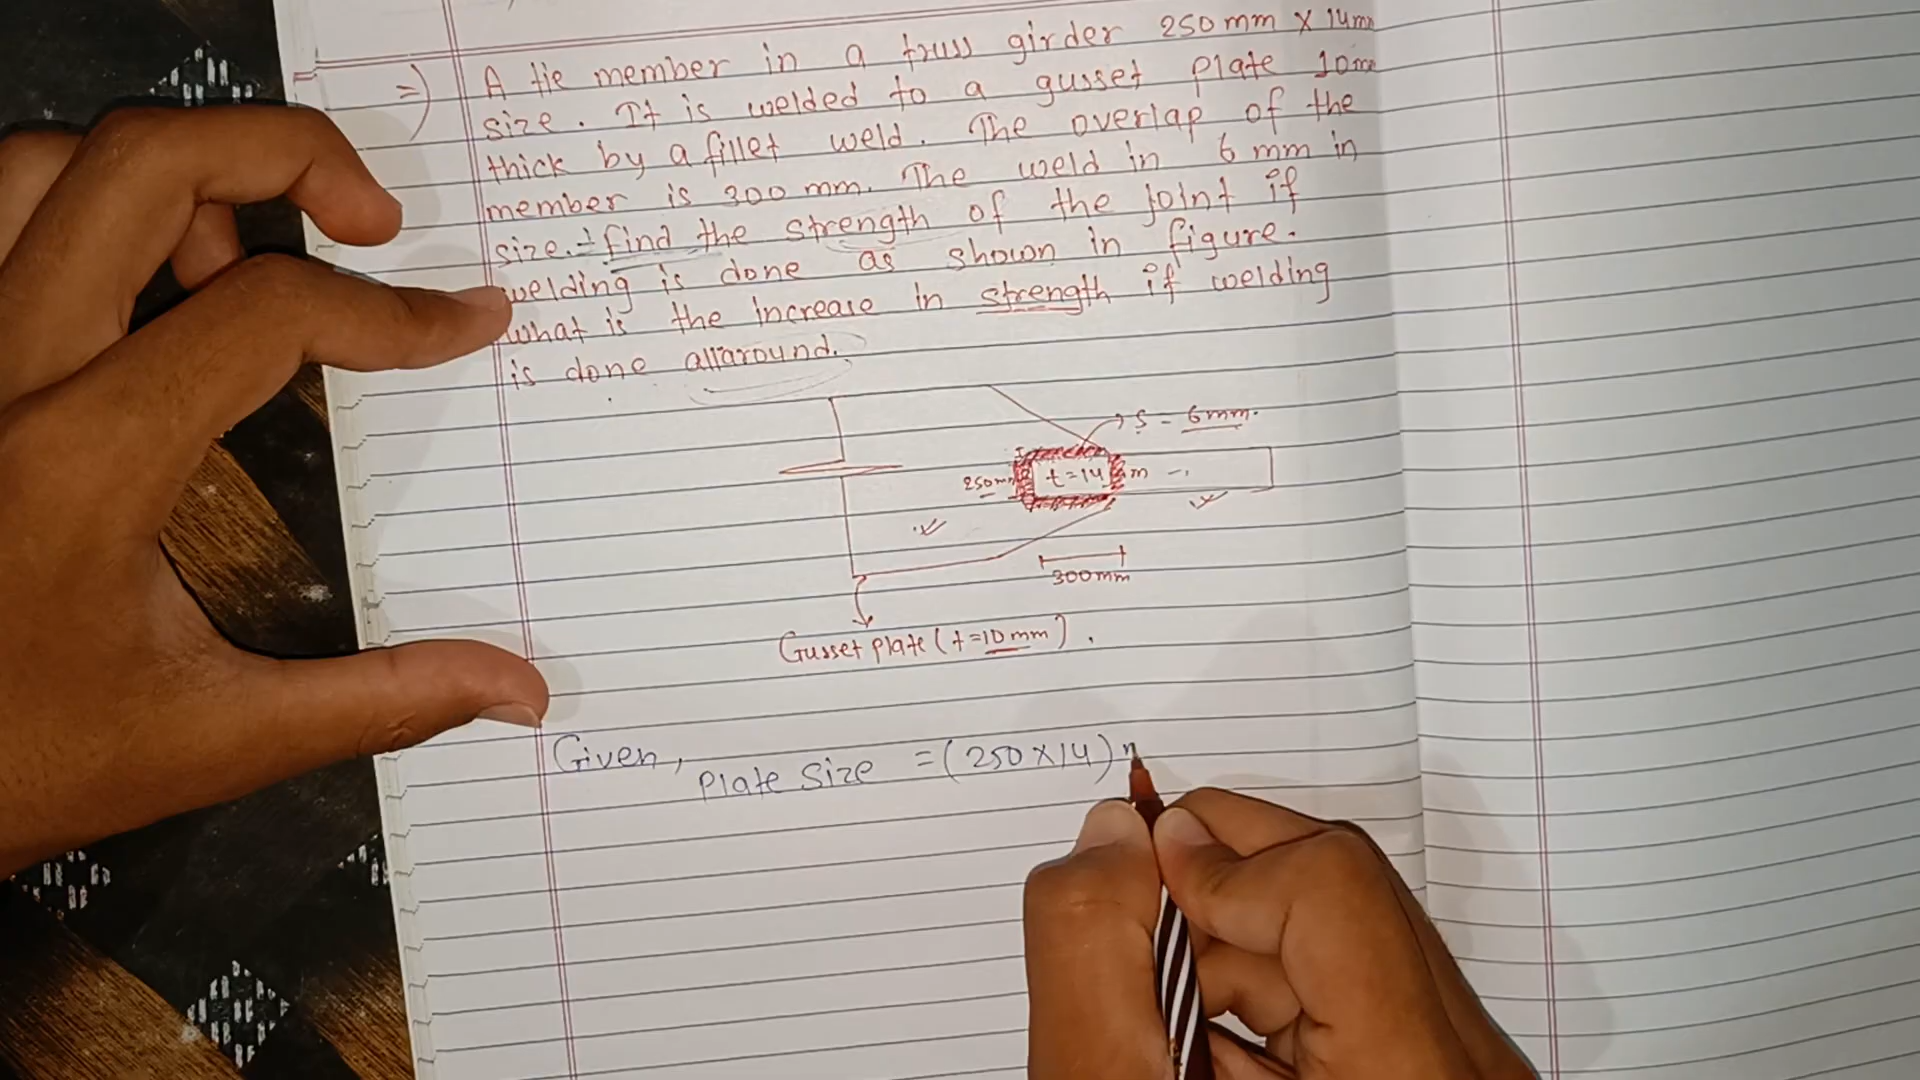 =) A tie member in a truss girder 250 mm X 14mm
size. It is welded to a gusset plate 10mm
thick by a fillet weld. The overlap of the
member is 300 mm. The weld in 6 mm in
size. find the strength of the joint if
welding is done as shown in figure.
what is the increase in strength if welding
is done allaround.
S - 6mm.
250mm t=14 mm
300mm
Gusset plate (t=10mm).
Given,
Plate Size = (250X14)